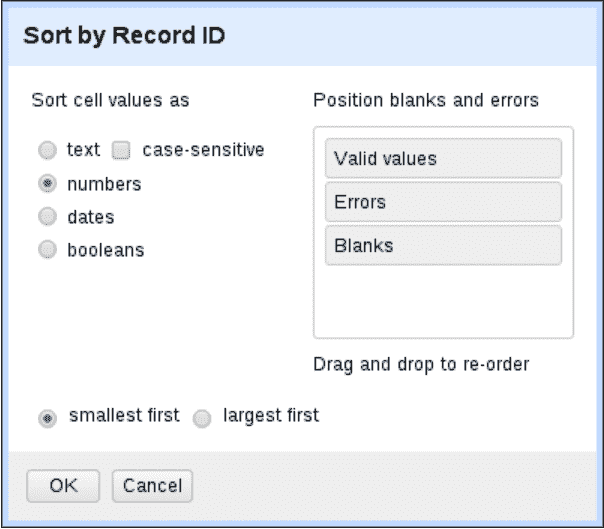 Sort by Record ID
Sort cell values as
text case-sensitive
numbers
dates
booleans
Position blanks and errors
Valid values
Errors
Blanks
Drag and drop to re-order
smallest first largest first
OK Cancel